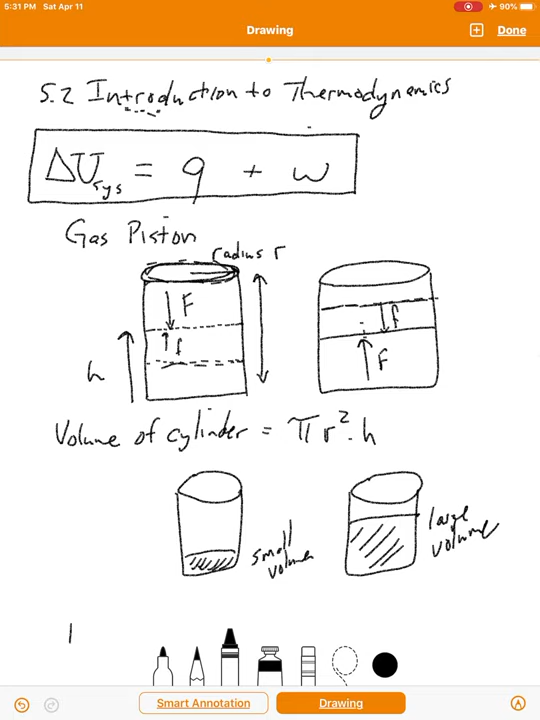 5:31 PM Sat Apr 11
90%
Drawing
Done
5.2 Introduction to Thermodynamics
ΔUsys = q + w
Gas Piston
radius r
F
f
h
f
F
Volume of cylinder = πr²·h
small volume
large volume
Smart Annotation
Drawing